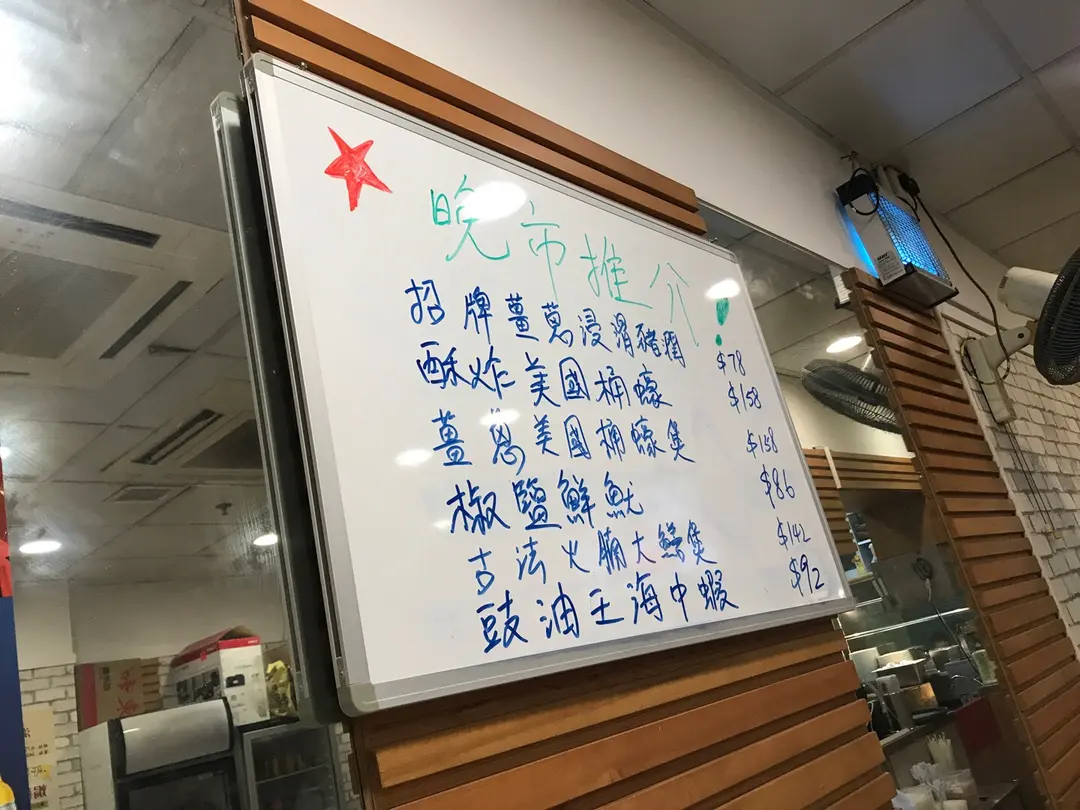 晚市推介!
招牌薑葱浸滑豬潤 $78
酥炸美國桶蠔 $158
薑葱美國桶蠔煲 $158
椒鹽鮮魷 $86
古法火腩大鱔煲 $142
豉油王海中蝦 $92